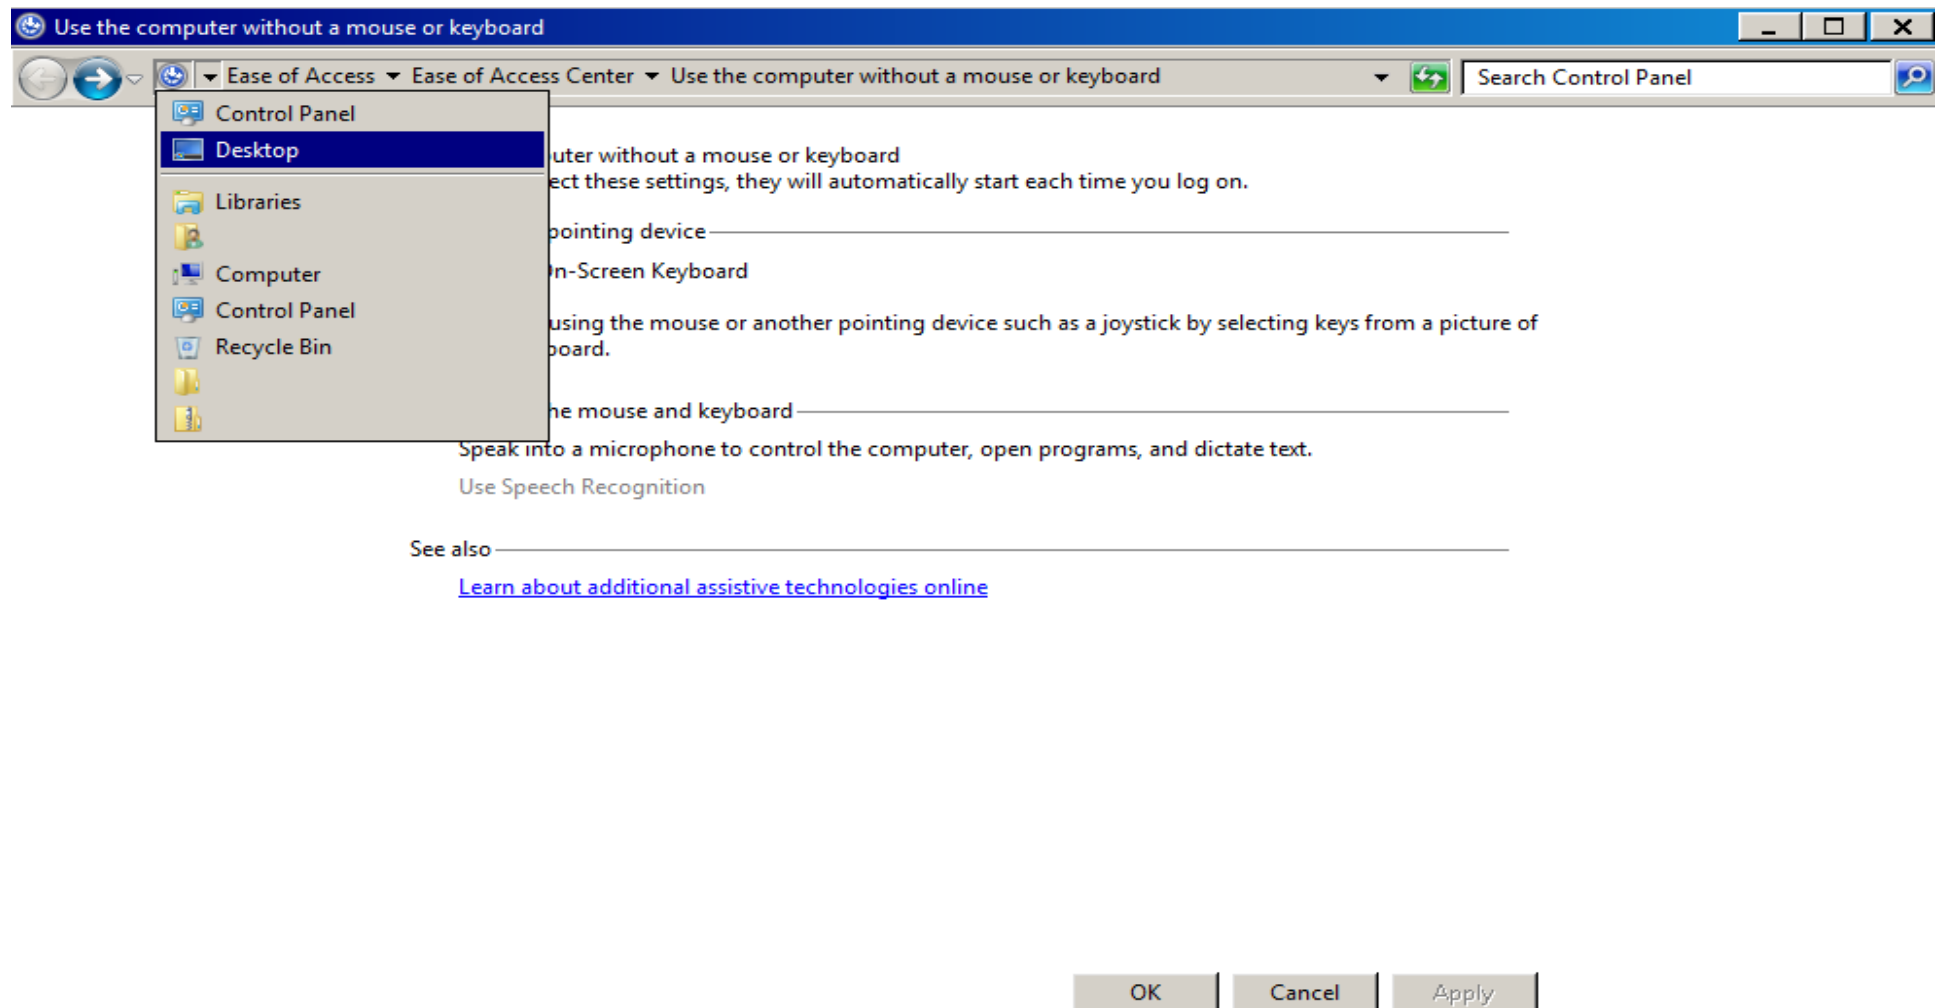 Use the computer without a mouse or keyboard
Ease of Access Ease of Access Center Use the computer without a mouse or keyboard Search Control Panel
Control Panel
Desktop
Libraries
Computer
Control Panel
Recycle Bin
without a mouse or keyboard
these settings, they will automatically start each time you log on.
pointing device
On-Screen Keyboard
using the mouse or another pointing device such as a joystick by selecting keys from a picture of
he mouse and keyboard
Speak into a microphone to control the computer, open programs, and dictate text.
Use Speech Recognition
See also
Learn about additional assistive technologies online
OK Cancel Apply